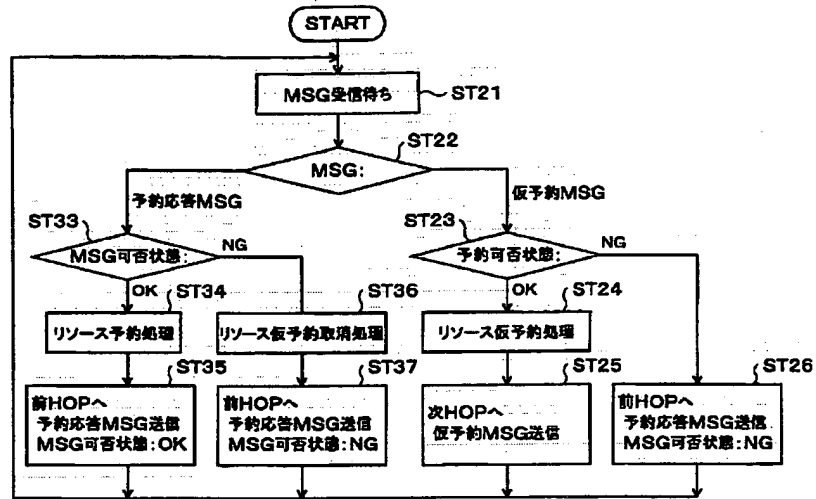 START
MSG受信待ち
ST21
ST22
MSG:
予約応答MSG
仮予約MSG
ST33
MSG可否状態:
NG
OK
ST23
予約可否状態:
NG
OK
ST34
リソース予約処理
ST36
リソース仮予約取消処理
ST24
リソース仮予約処理
ST35
前HOPへ
予約応答MSG送信
MSG可否状態:OK
ST37
前HOPへ
予約応答MSG送信
MSG可否状態:NG
ST25
次HOPへ
仮予約MSG送信
ST26
前HOPへ
予約応答MSG送信
MSG可否状態:NG